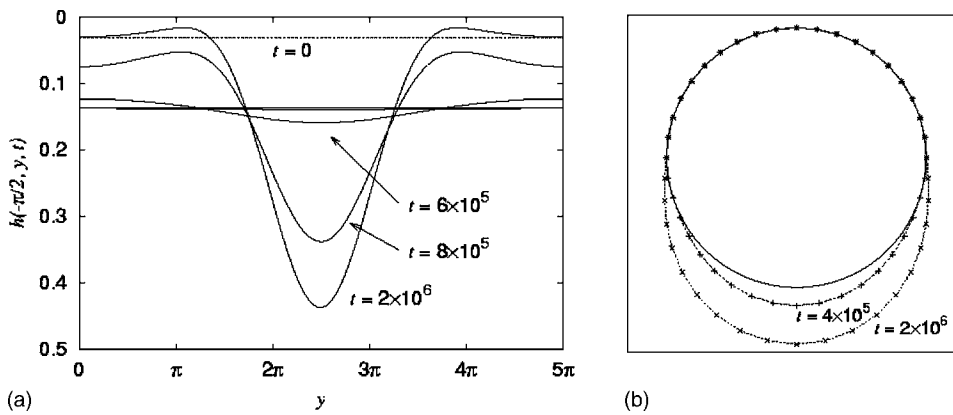 0
0.1
0.2
0.3
0.4
0.5
h(-π/2, y, t)
t = 0
t = 6×10⁵
t = 8×10⁵
t = 2×10⁶
0 π 2π 3π 4π 5π
y
(a)
t = 4×10⁵
t = 2×10⁶
(b)